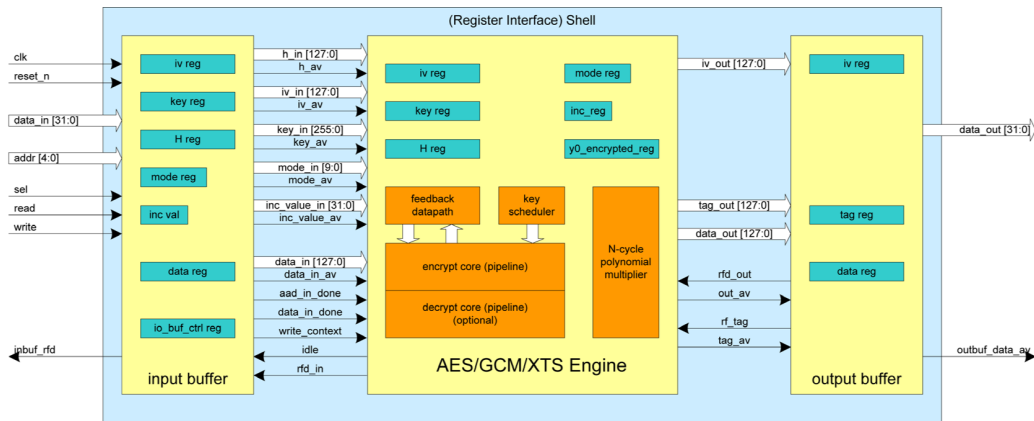 (Register Interface) Shell
clk
reset_n
data_in [31:0]
addr [4:0]
sel
read
write
inbuf_rfd
iv reg
key reg
H reg
mode reg
inc val
data reg
io_buf_ctrl reg
input buffer
h_in [127:0]
h_av
iv_in [127:0]
iv_av
key_in [255:0]
key_av
mode_in [9:0]
mode_av
inc_value_in [31:0]
inc_value_av
data_in [127:0]
data_in_av
aad_in_done
data_in_done
write_context
idle
rfd_in
iv reg
mode reg
key reg
inc_reg
H reg
y0_encrypted_reg
feedback
datapath
key
scheduler
encrypt core (pipeline)
decrypt core (pipeline)
(optional)
N-cycle
polynomial
multiplier
AES/GCM/XTS Engine
iv_out [127:0]
tag_out [127:0]
data_out [127:0]
rfd_out
out_av
rf_tag
tag_av
iv reg
tag reg
data reg
output buffer
data_out [31:0]
outbuf_data_av